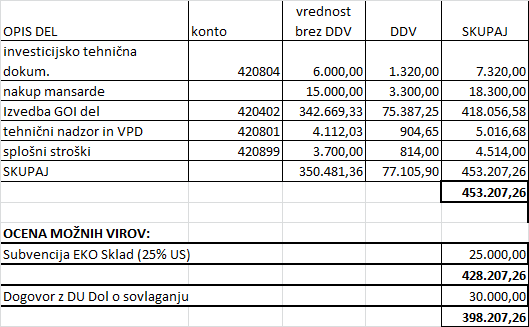 OPIS DEL konto vrednost brez DDV DDV SKUPAJ
investicijsko tehnična
dokum. 420804 6.000,00 1.320,00 7.320,00
nakup mansarde 15.000,00 3.300,00 18.300,00
Izvedba GOI del 420402 342.669,33 75.387,25 418.056,58
tehnični nadzor in VPD 420801 4.112,03 904,65 5.016,68
splošni stroški 420899 3.700,00 814,00 4.514,00
SKUPAJ 350.481,36 77.105,90 453.207,26
453.207,26
OCENA MOŽNIH VIROV:
Subvencija EKO Sklad (25% US) 25.000,00
428.207,26
Dogovor z DU Dol o sovlaganju 30.000,00
398.207,26